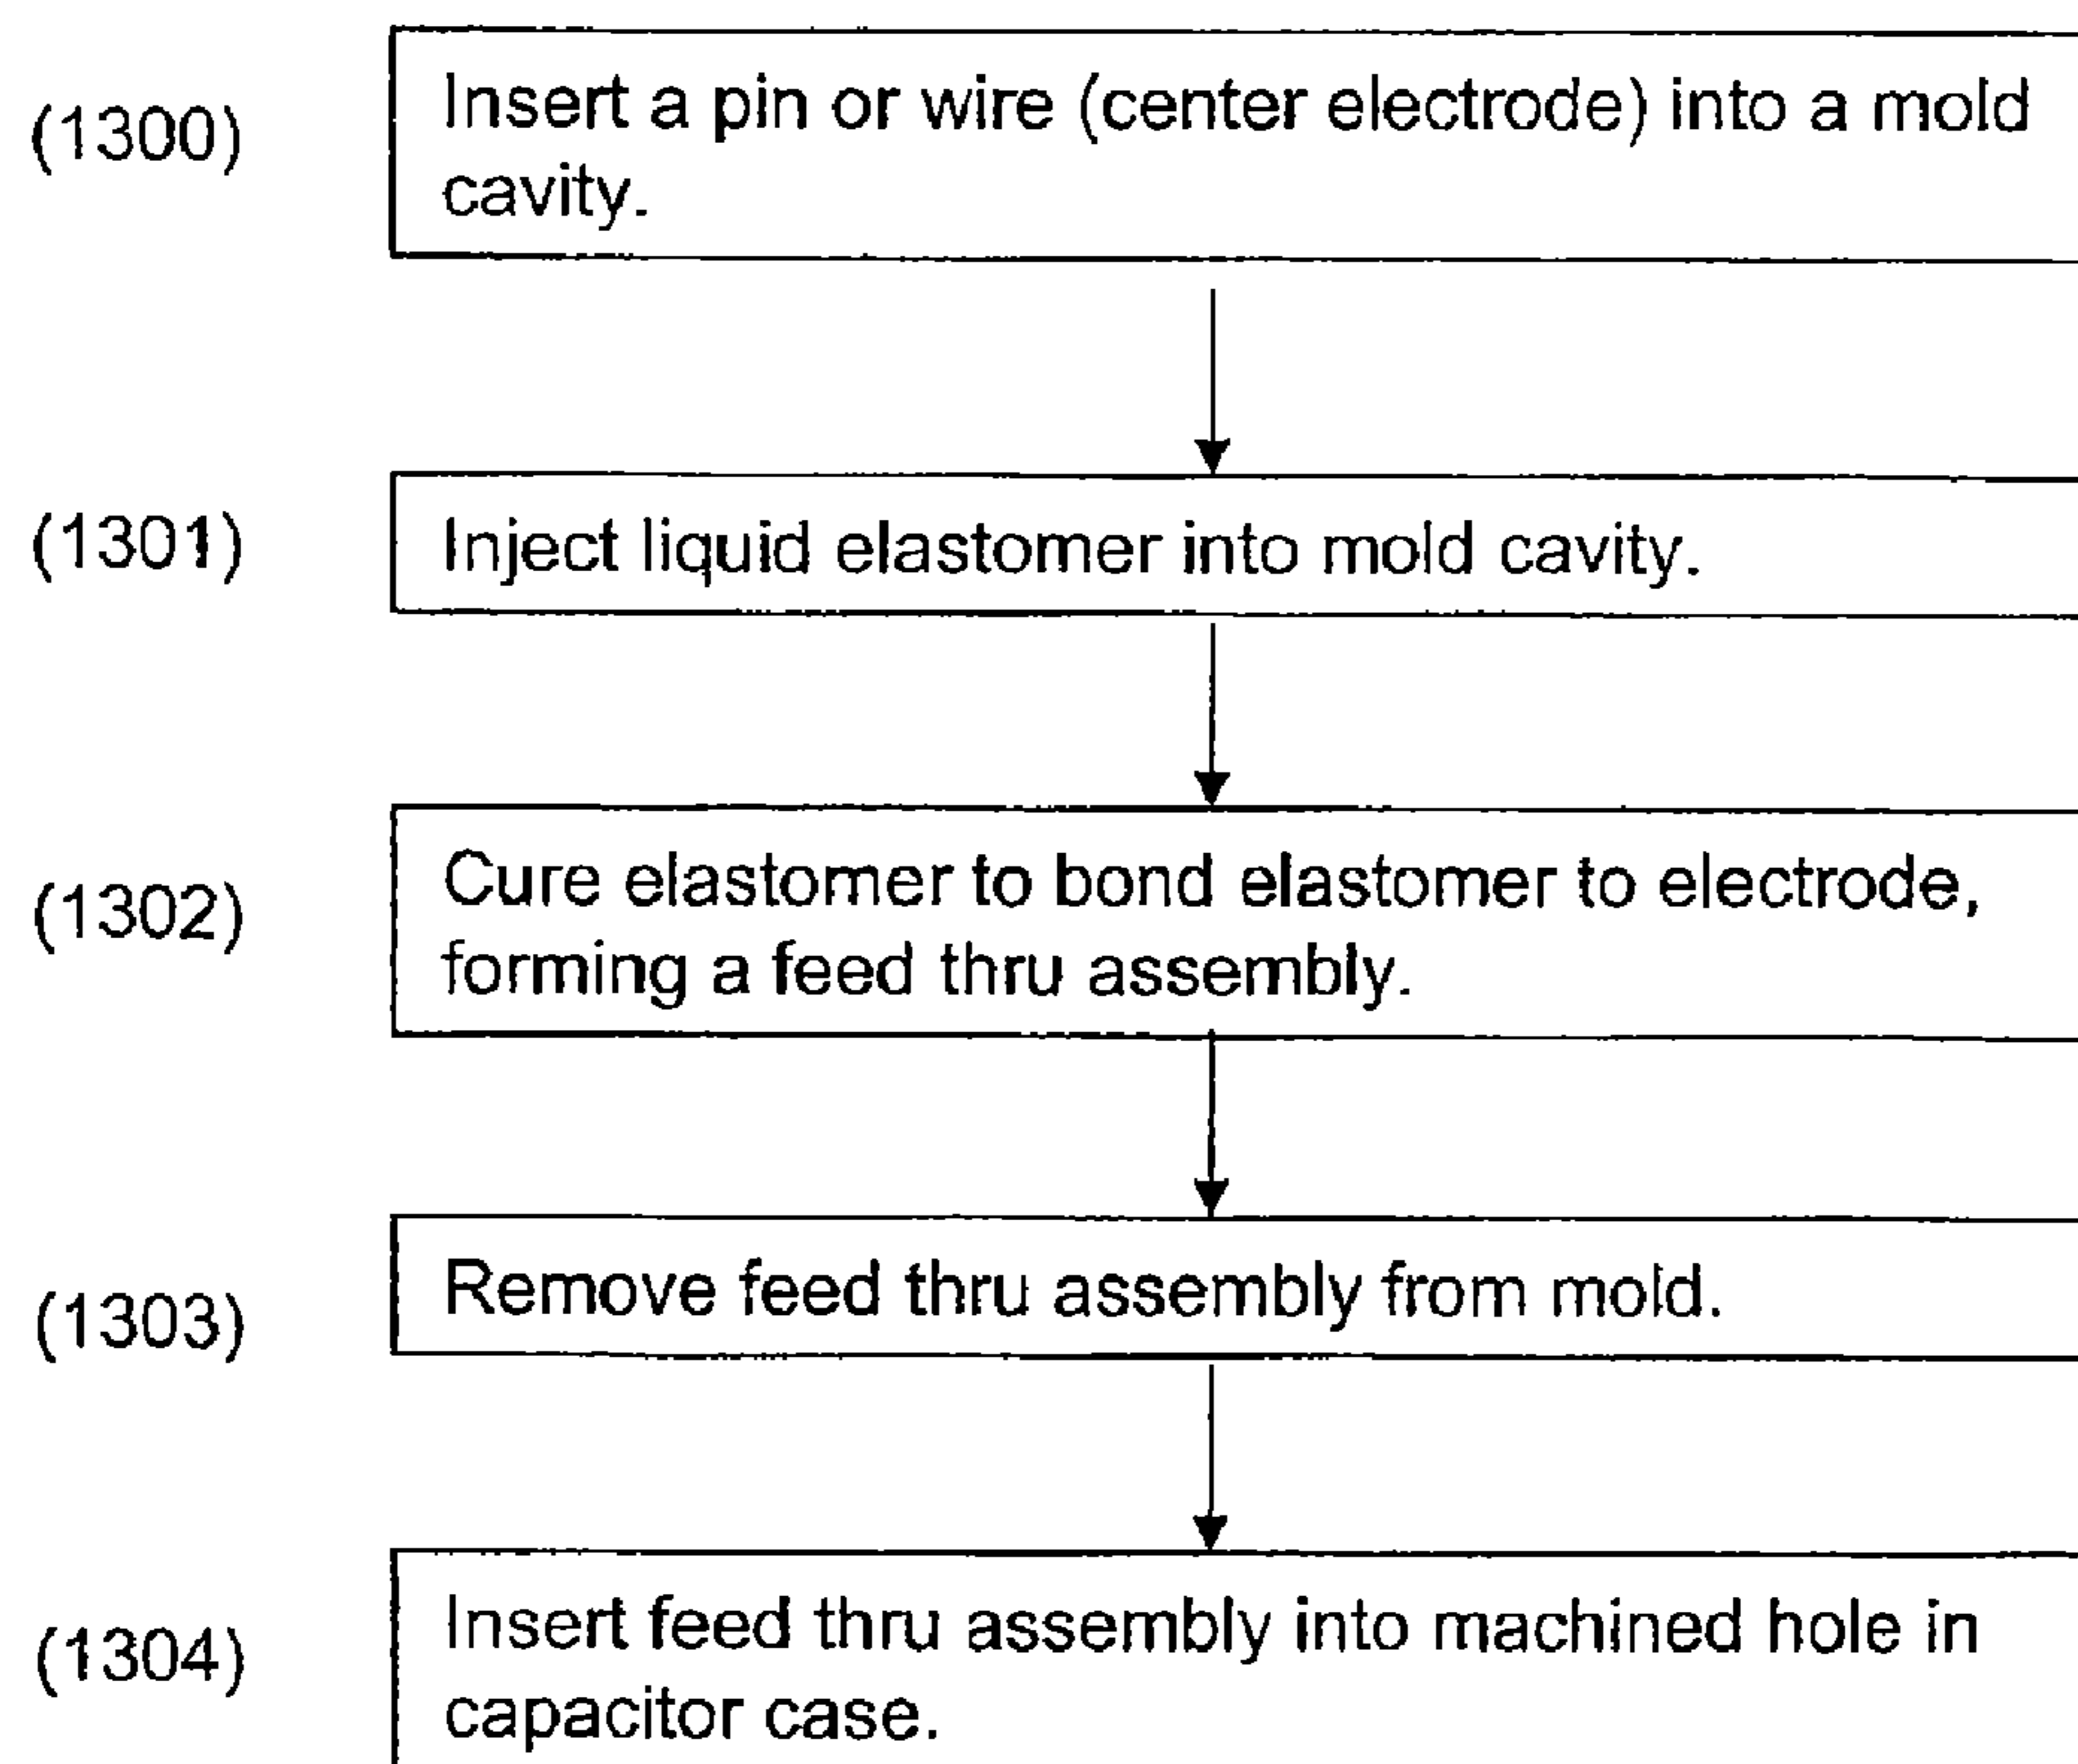 (1300)
Insert a pin or wire (center electrode) into a mold
cavity.
(1301)
Inject liquid elastomer into mold cavity.
(1302)
Cure elastomer to bond elastomer to electrode,
forming a feed thru assembly.
(1303)
Remove feed thru assembly from mold.
(1304)
Insert feed thru assembly into machined hole in
capacitor case.